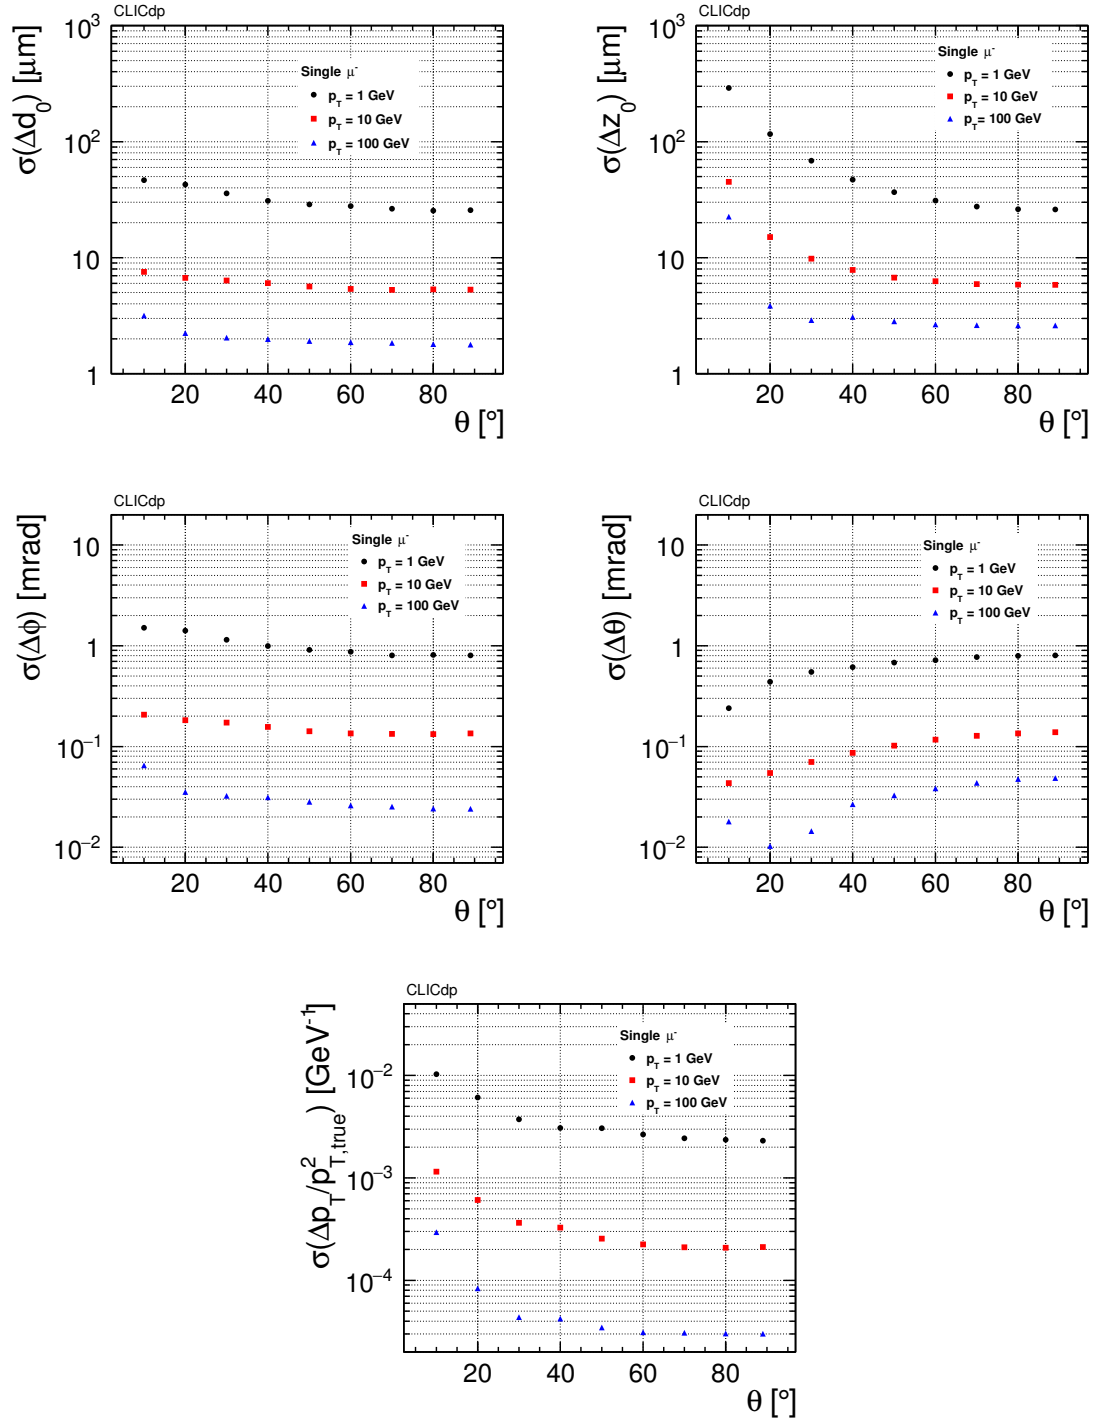 CLICdp
σ(Δd₀) [μm]
10³
10²
10
1
Single μ⁻
p_T = 1 GeV
p_T = 10 GeV
p_T = 100 GeV
20 40 60 80
θ [°]
CLICdp
σ(Δz₀) [μm]
10³
10²
10
1
Single μ⁻
p_T = 1 GeV
p_T = 10 GeV
p_T = 100 GeV
20 40 60 80
θ [°]
CLICdp
σ(Δϕ) [mrad]
10
1
10⁻¹
10⁻²
Single μ⁻
p_T = 1 GeV
p_T = 10 GeV
p_T = 100 GeV
20 40 60 80
θ [°]
CLICdp
σ(Δθ) [mrad]
10
1
10⁻¹
10⁻²
Single μ⁻
p_T = 1 GeV
p_T = 10 GeV
p_T = 100 GeV
20 40 60 80
θ [°]
CLICdp
σ(Δp_T/p²_T,true) [GeV⁻¹]
10⁻²
10⁻³
10⁻⁴
Single μ⁻
p_T = 1 GeV
p_T = 10 GeV
p_T = 100 GeV
20 40 60 80
θ [°]